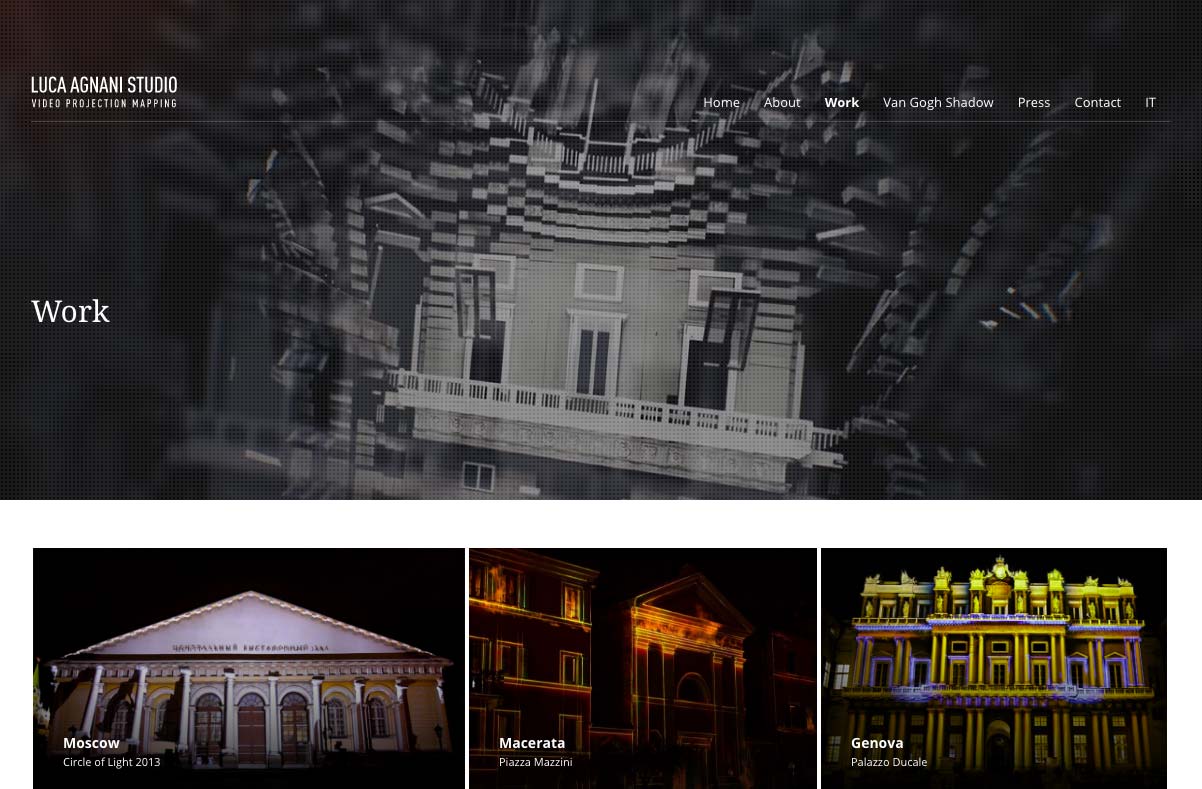 LUCA AGNANI STUDIO
VIDEO PROJECTION MAPPING
Home About Work Van Gogh Shadow Press Contact IT
Work
ЦЕНТРАЛЬНЫЙ ВЫСТАВОЧНЫЙ ЗАЛ
Moscow
Circle of Light 2013
Macerata
Piazza Mazzini
Genova
Palazzo Ducale